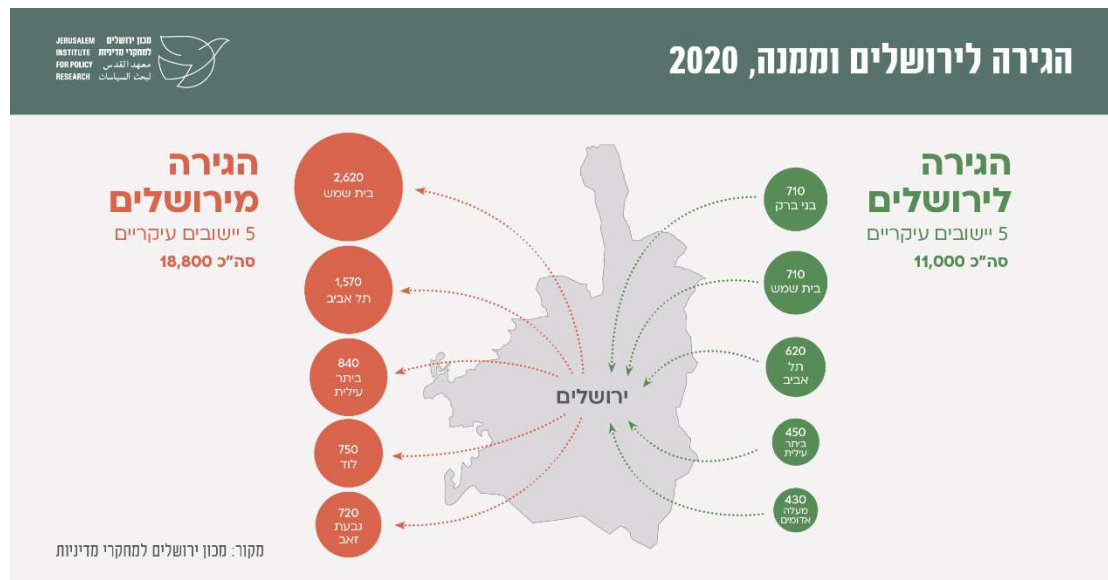 הגירה לירושלים וממנה, 2020
מכון ירושלים
למחקרי מדיניות
معهد القدس
لبحث السياسات
JERUSALEM
INSTITUTE
FOR POLICY
RESEARCH
הגירה
לירושלים
5 יישובים עיקריים
סה"כ 11,000
710
בני ברק
710
בית שמש
620
תל
אביב
450
ביתר
עילית
430
מעלה
אדומים
ירושלים
הגירה
מירושלים
5 יישובים עיקריים
סה"כ 18,800
2,620
בית שמש
1,570
תל אביב
840
ביתר
עילית
750
לוד
720
גבעת
זאב
מקור: מכון ירושלים למחקרי מדיניות